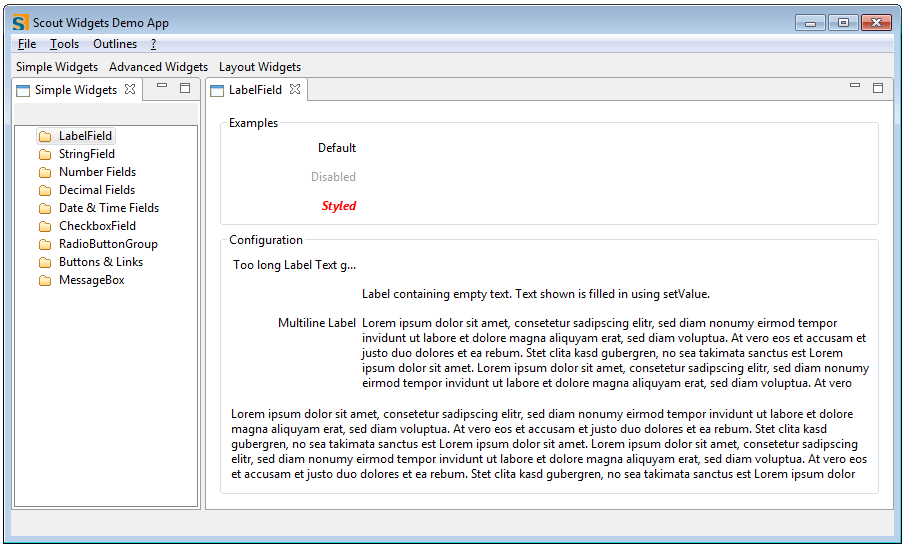 Scout Widgets Demo App
File Tools Outlines ?
Simple Widgets Advanced Widgets Layout Widgets
Simple Widgets
LabelField
StringField
Number Fields
Decimal Fields
Date & Time Fields
CheckboxField
RadioButtonGroup
Buttons & Links
MessageBox
LabelField
Examples
Default
Disabled
Styled
Configuration
Too long Label Text g...
Label containing empty text. Text shown is filled in using setValue.
Multiline Label
Lorem ipsum dolor sit amet, consetetur sadipscing elitr, sed diam nonumy eirmod tempor
invidunt ut labore et dolore magna aliquyam erat, sed diam voluptua. At vero eos et accusam et
justo duo dolores et ea rebum. Stet clita kasd gubergren, no sea takimata sanctus est Lorem
ipsum dolor sit amet. Lorem ipsum dolor sit amet, consetetur sadipscing elitr, sed diam nonumy
eirmod tempor invidunt ut labore et dolore magna aliquyam erat, sed diam voluptua. At vero
Lorem ipsum dolor sit amet, consetetur sadipscing elitr, sed diam nonumy eirmod tempor invidunt ut labore et dolore
magna aliquyam erat, sed diam voluptua. At vero eos et accusam et justo duo dolores et ea rebum. Stet clita kasd
gubergren, no sea takimata sanctus est Lorem ipsum dolor sit amet. Lorem ipsum dolor sit amet, consetetur sadipscing
elitr, sed diam nonumy eirmod tempor invidunt ut labore et dolore magna aliquyam erat, sed diam voluptua. At vero eos
et accusam et justo duo dolores et ea rebum. Stet clita kasd gubergren, no sea takimata sanctus est Lorem ipsum dolor